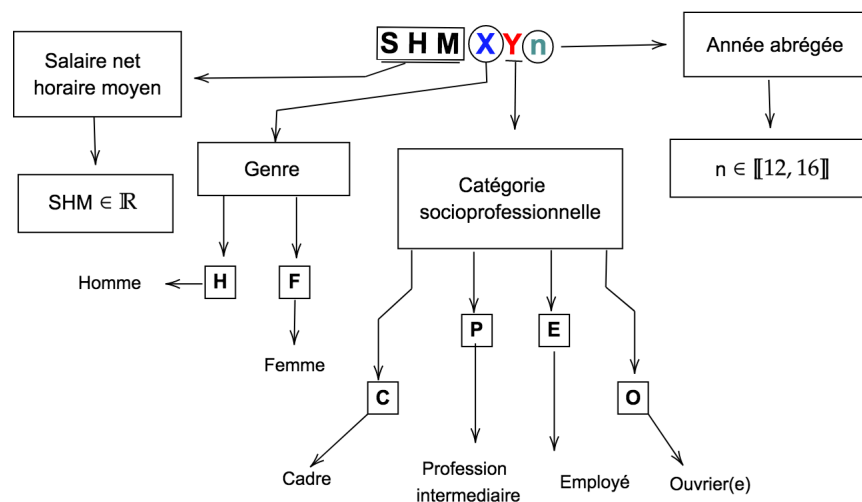 S H M X Y n
Salaire net
horaire moyen
Année abrégée
SHM ∈ ℝ
Genre
Catégorie
socioprofessionnelle
n ∈ ⟦12, 16⟧
Homme
H
F
Femme
C
P
E
O
Cadre
Profession
intermediaire
Employé
Ouvrier(e)